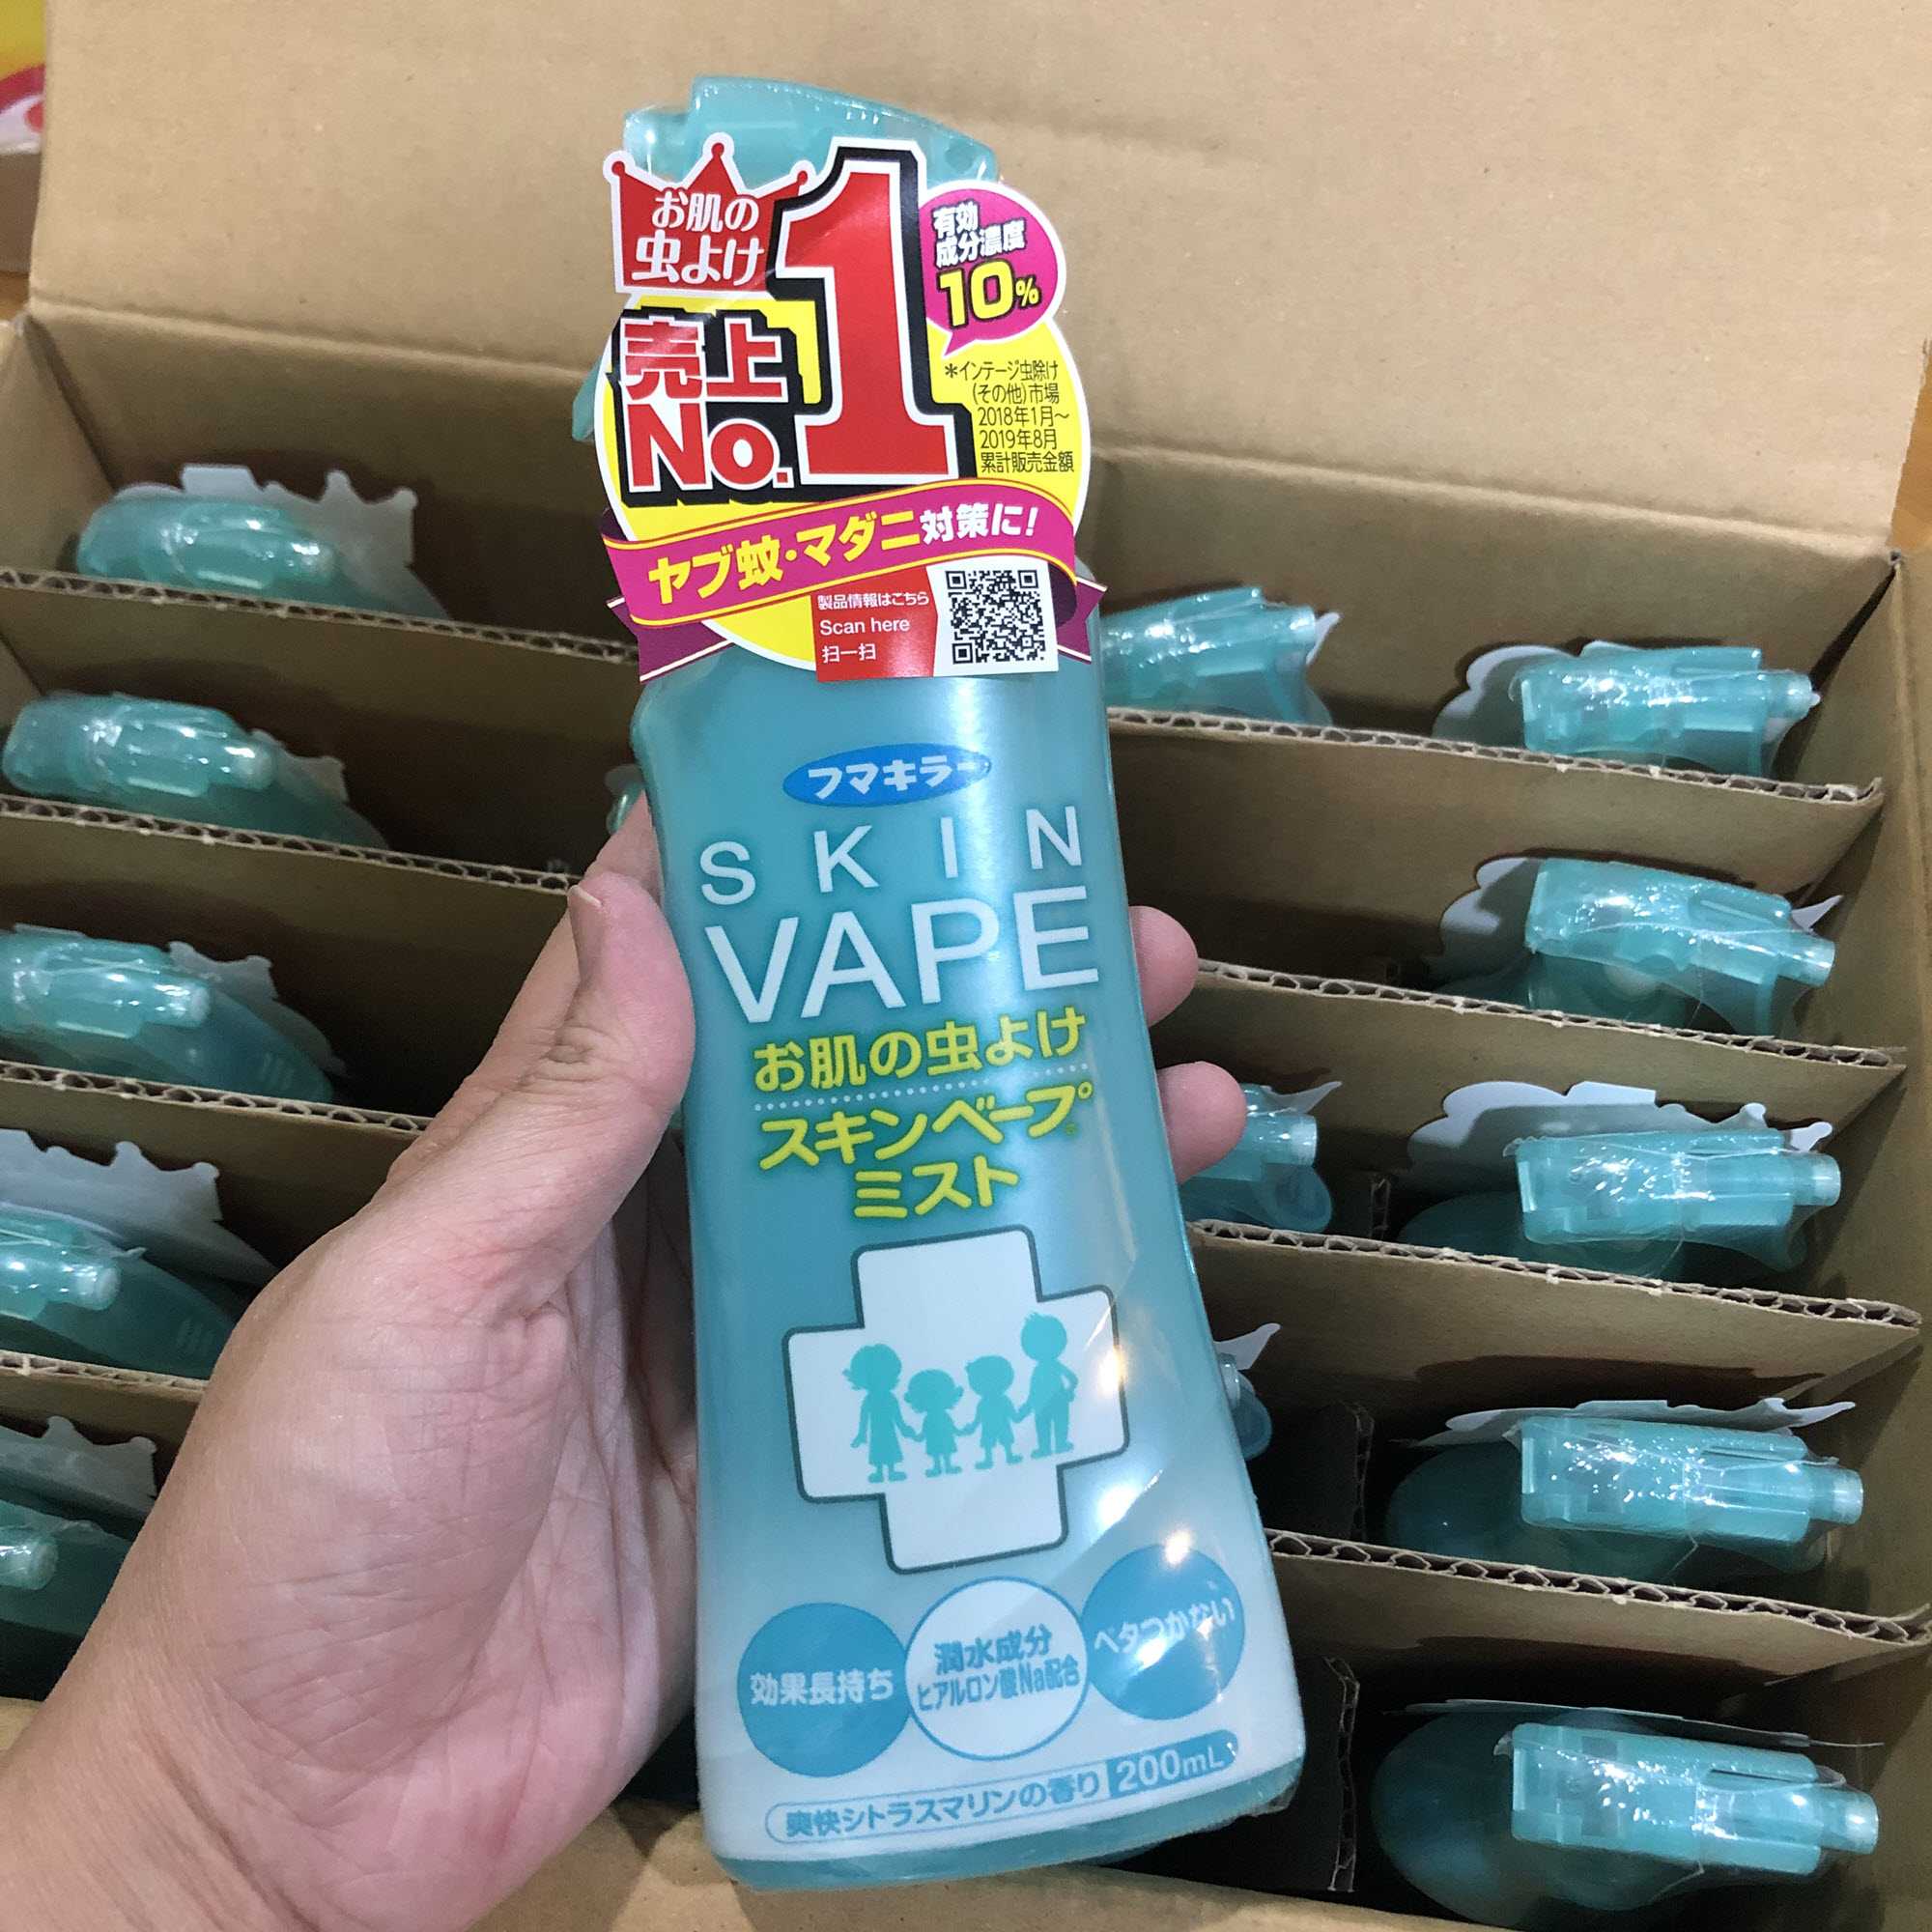 お肌の
虫よけ
売上
No.1
有効
成分濃度
10%
*インテージ虫除け
(その他)市場
2018年1月~
2019年8月
累計販売金額
ヤブ蚊・マダニ対策に!
製品情報はこちら
Scan here
扫一扫
フマキラー
SKIN
VAPE
お肌の虫よけ
スキンベープ
ミスト
効果長持ち
潤水成分
ヒアルロン酸Na配合
ベタつかない
爽快シトラスマリンの香り 200mL